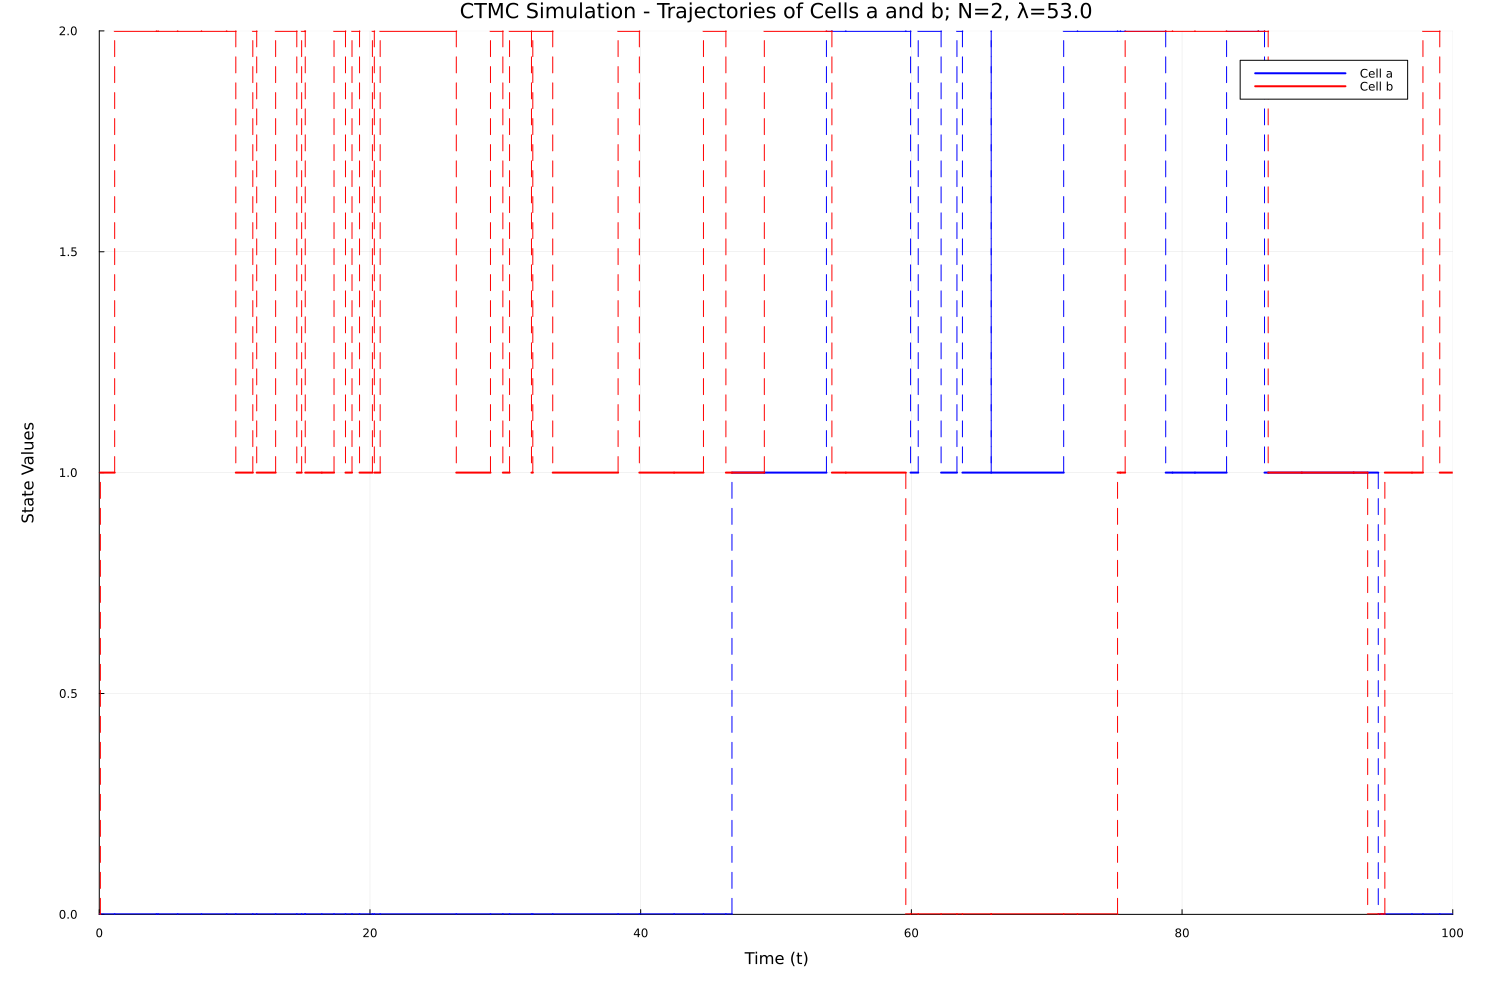 CTMC Simulation - Trajectories of Cells a and b; N=2, λ=53.0
2.0
Cell a
Cell b
1.5
1.0
State Values
0.5
0.0
0 20 40 60 80 100
Time (t)